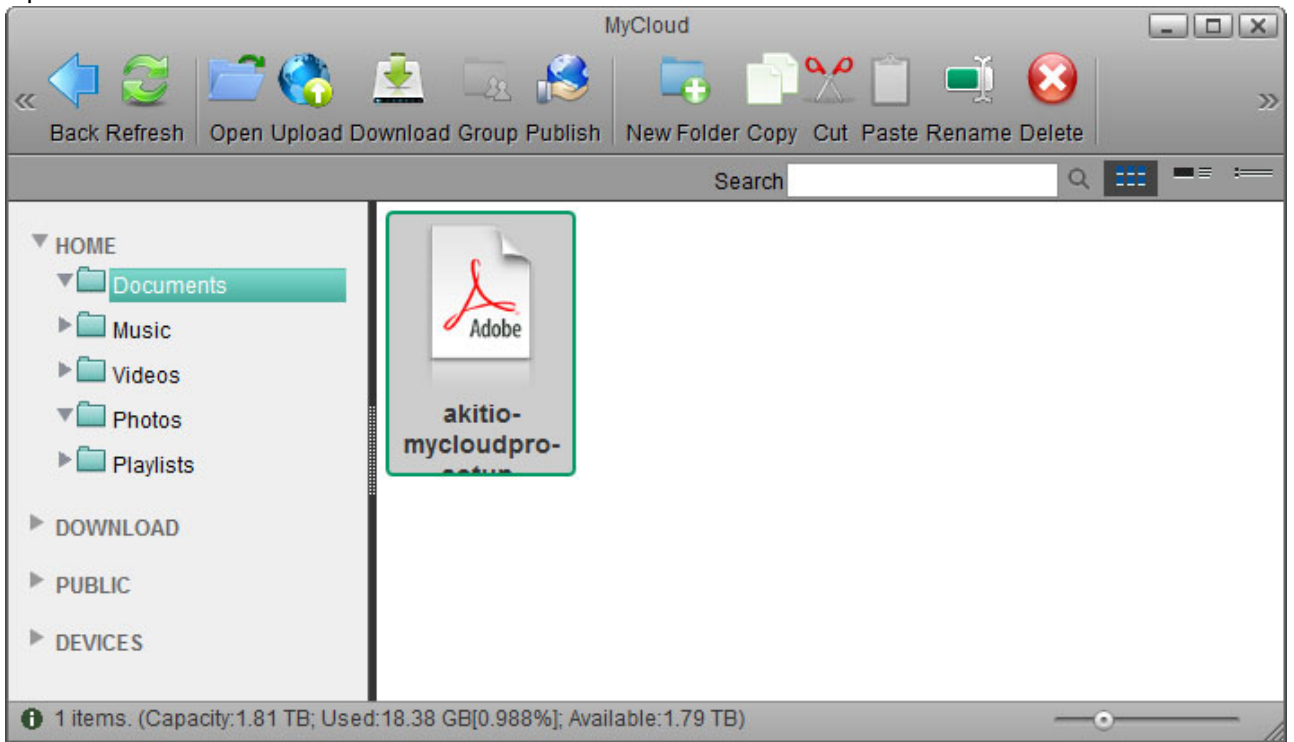 MyCloud
Back Refresh Open Upload Download Group Publish New Folder Copy Cut Paste Rename Delete
Search
HOME
Documents
Music
Videos
Photos
Playlists
DOWNLOAD
PUBLIC
DEVICES
Adobe
akitio-
mycloudpro-
setup
1 items. (Capacity:1.81 TB; Used:18.38 GB[0.988%]; Available:1.79 TB)